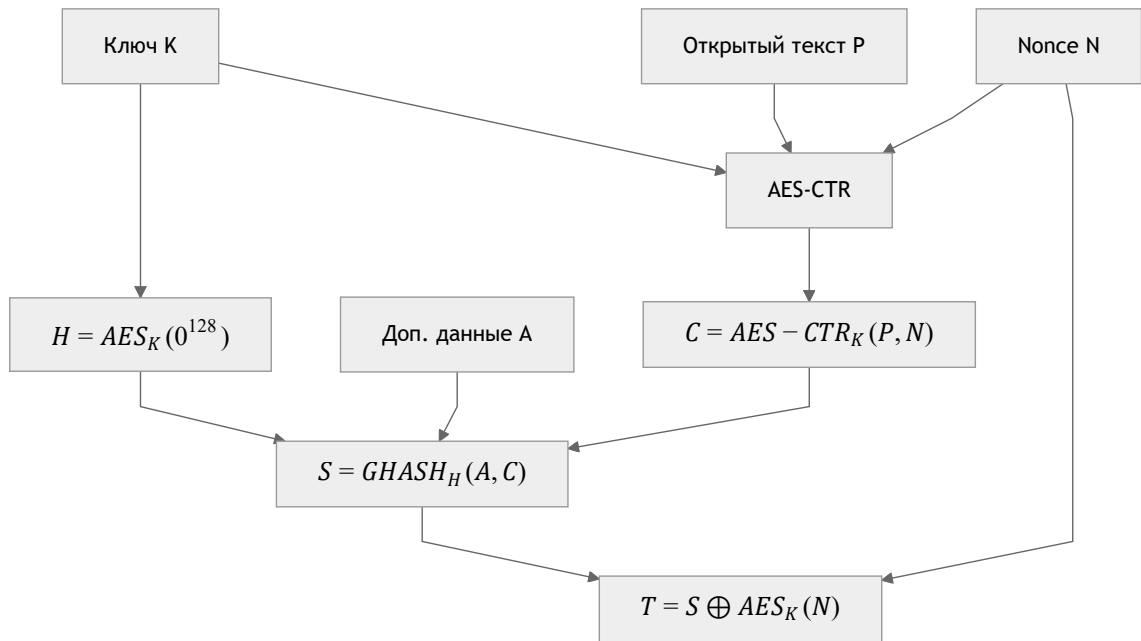 Ключ K
Открытый текст P
Nonce N
AES-CTR
H = AES_K(0^{128})
Доп. данные A
C = AES − CTR_K(P, N)
S = GHASH_H(A, C)
T = S ⊕ AES_K(N)